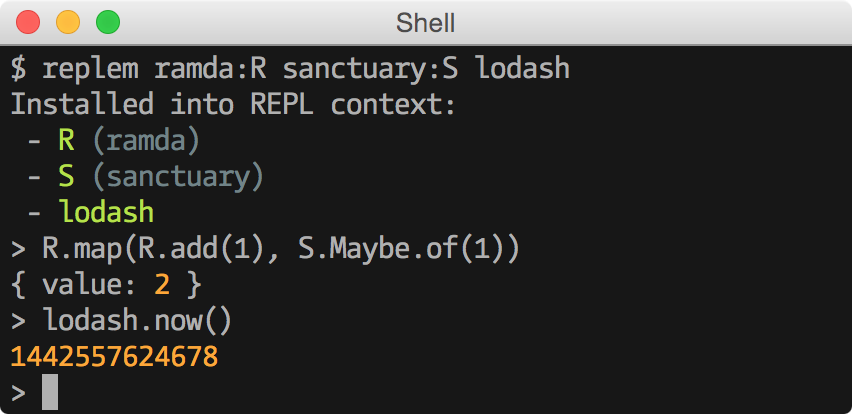 Shell
$ replem ramda:R sanctuary:S lodash
Installed into REPL context:
 - R (ramda)
 - S (sanctuary)
 - lodash
> R.map(R.add(1), S.Maybe.of(1))
{ value: 2 }
> lodash.now()
1442557624678
>